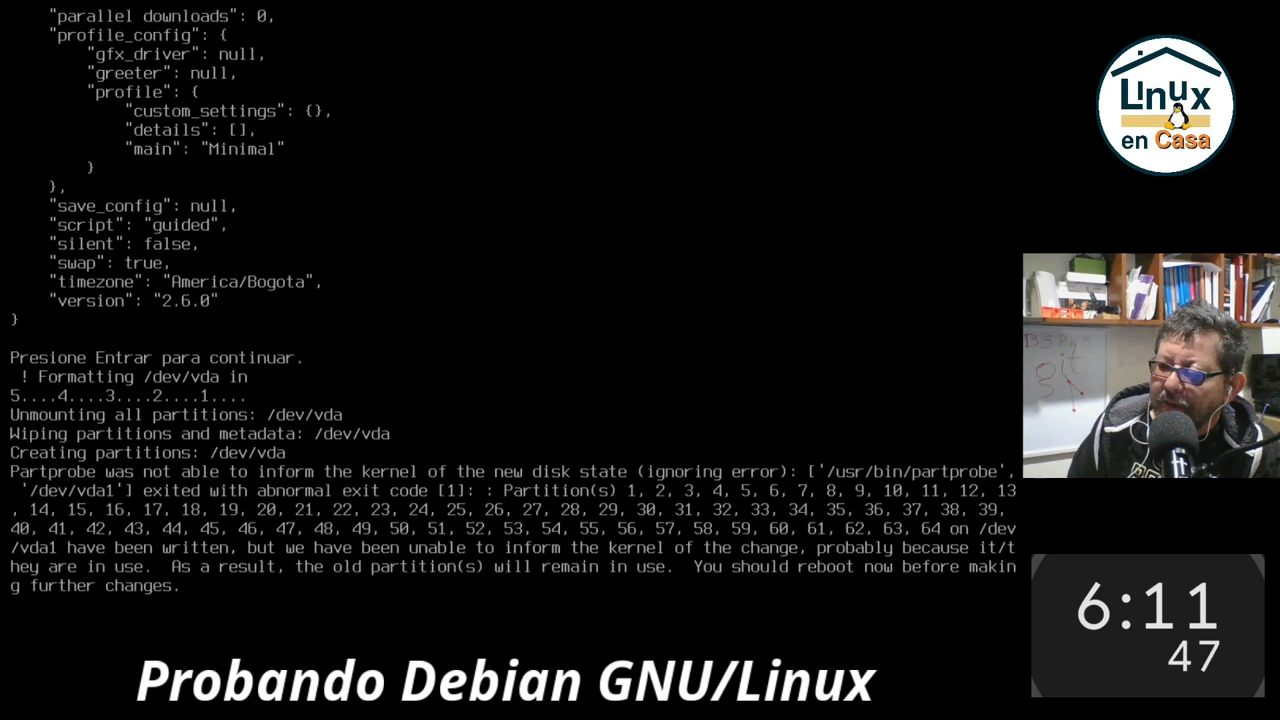 "parallel downloads": 0,
    "profile_config": {
        "gfx_driver": null,
        "greeter": null,
        "profile": {
            "custom_settings": {},
            "details": [],
            "main": "Minimal"
        }
    },
    "save_config": null,
    "script": "guided",
    "silent": false,
    "swap": true,
    "timezone": "America/Bogota",
    "version": "2.6.0"
}
Presione Entrar para continuar.
 ! Formatting /dev/vda in
5....4....3....2....1....
Unmounting all partitions: /dev/vda
Wiping partitions and metadata: /dev/vda
Creating partitions: /dev/vda
Partprobe was not able to inform the kernel of the new disk state (ignoring error): ['/usr/bin/partprobe',
 '/dev/vda1'] exited with abnormal exit code [1]: : Partition(s) 1, 2, 3, 4, 5, 6, 7, 8, 9, 10, 11, 12, 13
, 14, 15, 16, 17, 18, 19, 20, 21, 22, 23, 24, 25, 26, 27, 28, 29, 30, 31, 32, 33, 34, 35, 36, 37, 38, 39,
40, 41, 42, 43, 44, 45, 46, 47, 48, 49, 50, 51, 52, 53, 54, 55, 56, 57, 58, 59, 60, 61, 62, 63, 64 on /dev
/vda1 have been written, but we have been unable to inform the kernel of the change, probably because it/t
hey are in use.  As a result, the old partition(s) will remain in use.  You should reboot now before makin
g further changes.
Linux
en Casa
git
6:11
47
Probando Debian GNU/Linux